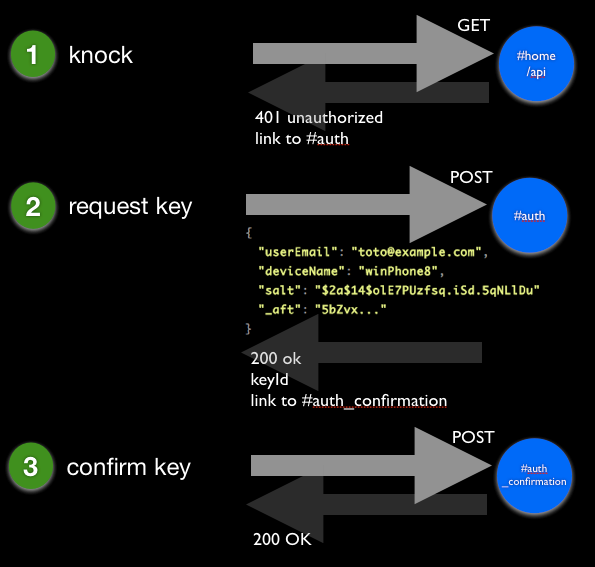 1 knock
GET
#home
/api
401 unauthorized
link to #auth
2 request key
POST
#auth
{
"userEmail": "toto@example.com",
"deviceName": "winPhone8",
"salt": "$2a$14$olE7PUzfsq.iSd.5qNLlDu"
"_aft": "5bZvx..."
}
200 ok
keyId
link to #auth_confirmation
3 confirm key
POST
#auth
_confirmation
200 OK